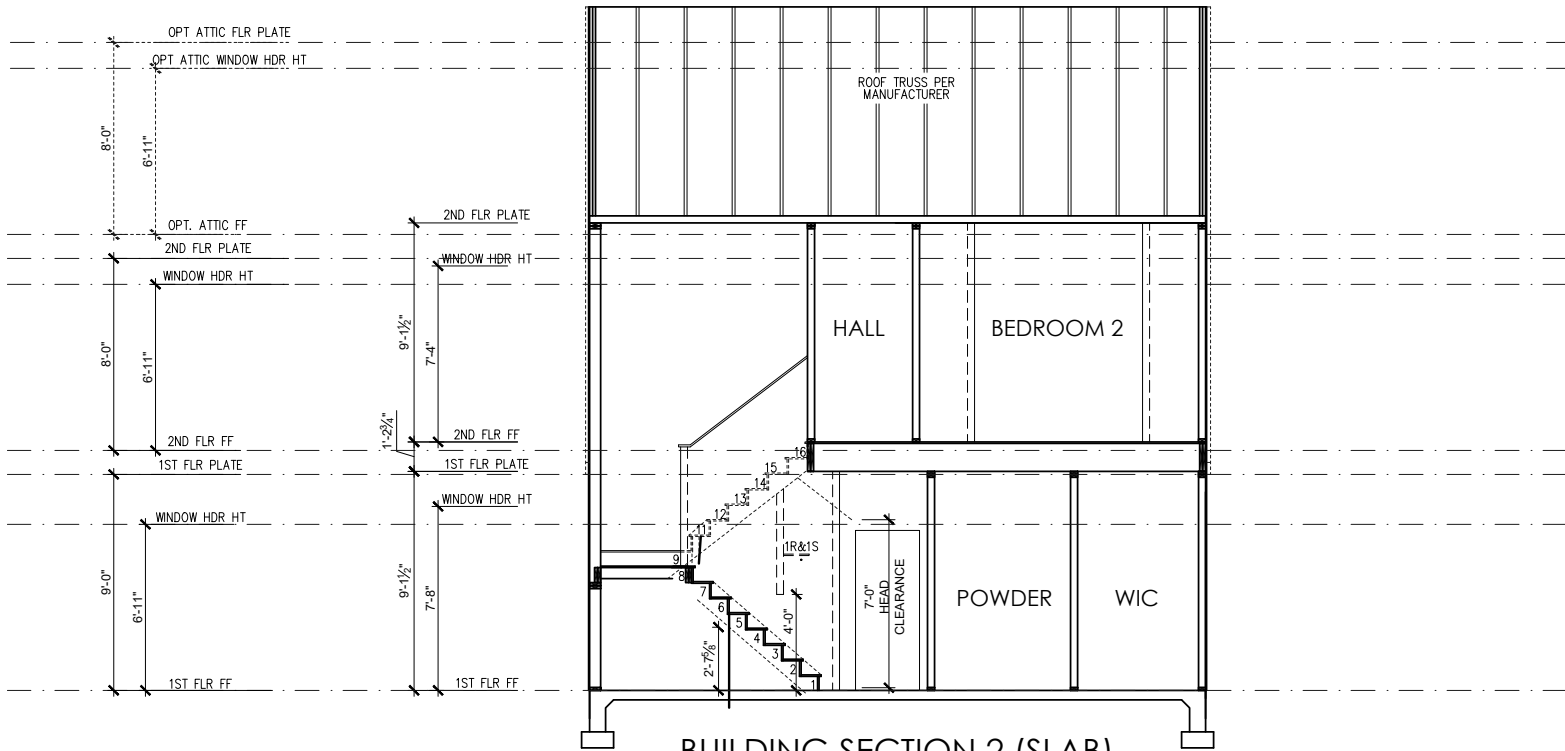 OPT ATTIC FLR PLATE
OPT ATTIC WINDOW HDR HT
8'-0"
6'-11"
OPT. ATTIC FF
2ND FLR PLATE
WINDOW HDR HT
8'-0"
6'-11"
2ND FLR FF
1ST FLR PLATE
WINDOW HDR HT
9'-0"
6'-11"
1ST FLR FF
2ND FLR PLATE
WINDOW HDR HT
9'-1½"
7'-4"
1'-2¾"
2ND FLR FF
1ST FLR PLATE
WINDOW HDR HT
9'-1½"
7'-8"
1ST FLR FF
ROOF TRUSS PER
MANUFACTURER
HALL
BEDROOM 2
16
15
14
13
12
11
9
8
7
6
5
4
3
2
1
1R&1S
2'-7⅝"
4'-0"
7'-0"
HEAD
CLEARANCE
POWDER
WIC
BUILDING SECTION 2 (SLAB)